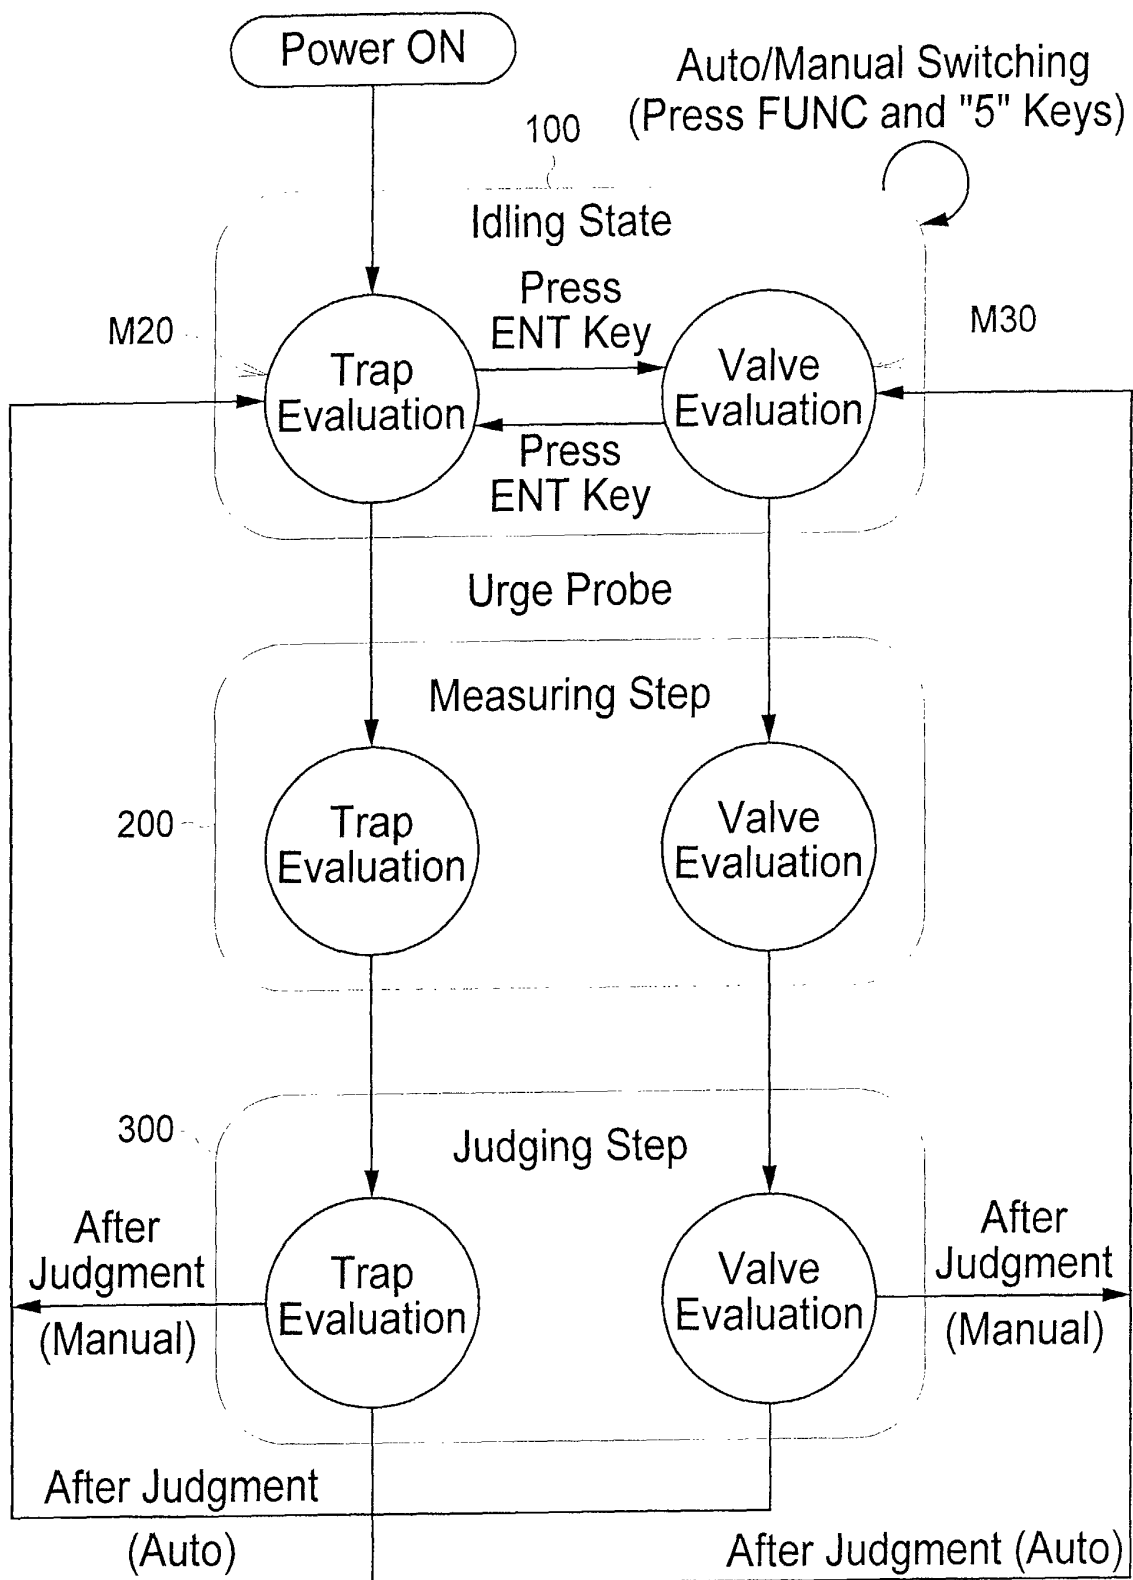 Power ON
Auto/Manual Switching
(Press FUNC and "5" Keys)
100
Idling State
Press
ENT Key
M20
M30
Trap
Evaluation
Valve
Evaluation
Press
ENT Key
Urge Probe
Measuring Step
200
Trap
Evaluation
Valve
Evaluation
300
Judging Step
After
Judgment
(Manual)
Trap
Evaluation
Valve
Evaluation
After
Judgment
(Manual)
After Judgment
(Auto)
After Judgment (Auto)